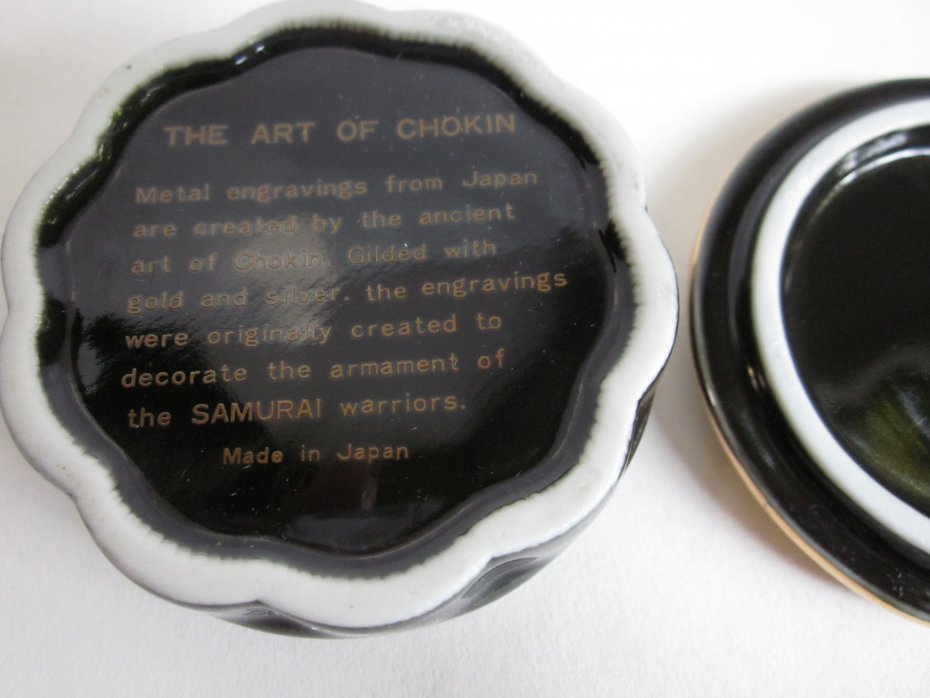 THE ART OF CHOKIN
Metal engravings from Japan
are created by the ancient
art of Chokin. Gilded with
gold and silver. the engravings
were originally created to
decorate the armament of
the SAMURAI warriors.
Made in Japan